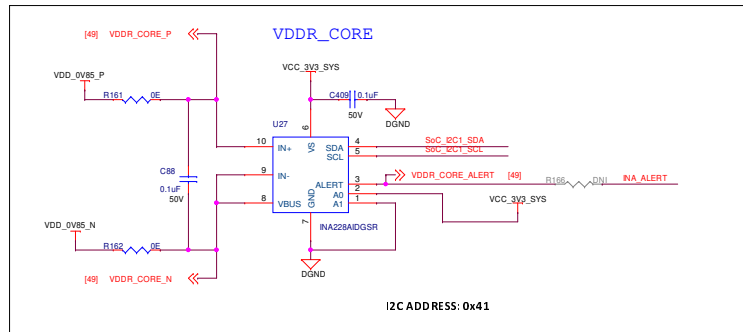 [49] VDDR_CORE_P
VDDR_CORE
VCC_3V3_SYS
VDD_0V85_P
R161 0E
C409 0.1uF
50V
DGND
U27
6
10 IN+ VS SDA 4 SoC_I2C1_SDA
SCL 5 SoC_I2C1_SCL
C88
0.1uF
50V
9 IN-
ALERT 3 VDDR_CORE_ALERT [49] R166 DNI INA_ALERT
8 VBUS GND A0 2
A1 1
VCC_3V3_SYS
7
INA228AIDGSR
VDD_0V85_N
R162 0E
DGND
[49] VDDR_CORE_N
I2C ADDRESS: 0x41